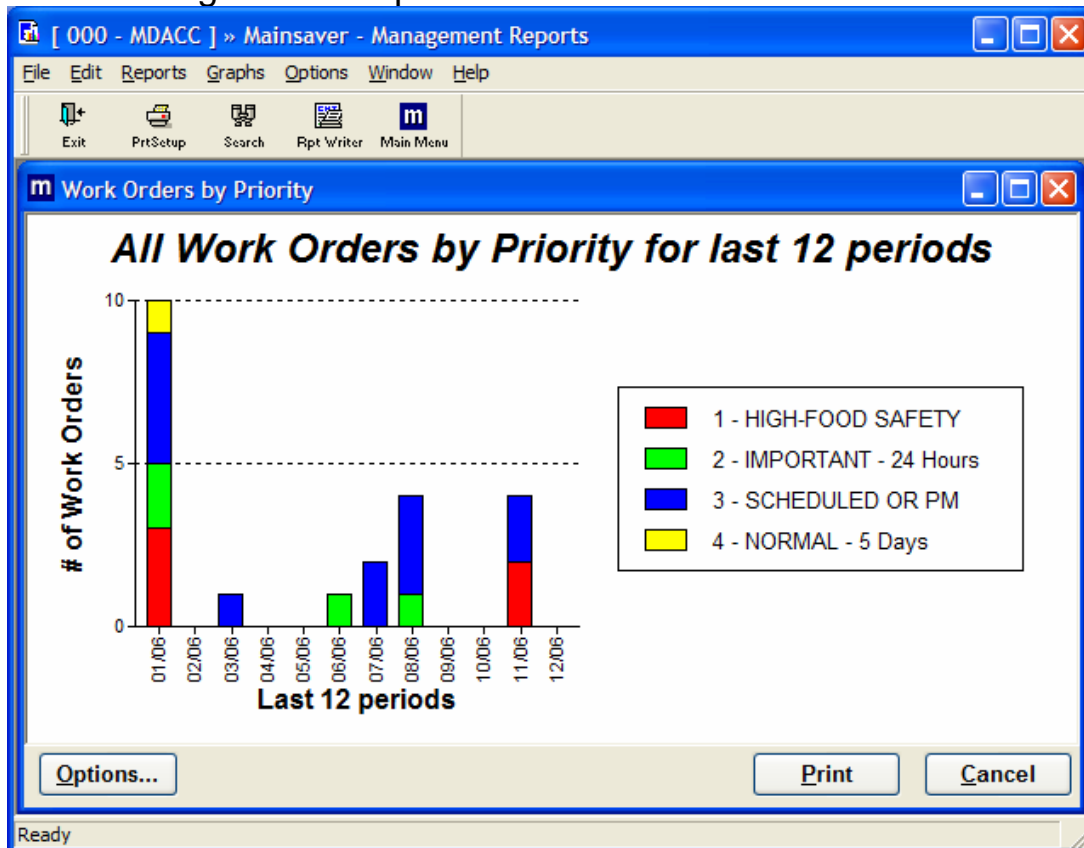 [ 000 - MDACC ] » Mainsaver - Management Reports
File Edit Reports Graphs Options Window Help
Exit PrtSetup Search Rpt Writer Main Menu
m Work Orders by Priority
All Work Orders by Priority for last 12 periods
# of Work Orders
10
5
0
01/06 02/06 03/06 04/06 05/06 06/06 07/06 08/06 09/06 10/06 11/06 12/06
Last 12 periods
1 - HIGH-FOOD SAFETY
2 - IMPORTANT - 24 Hours
3 - SCHEDULED OR PM
4 - NORMAL - 5 Days
Options... Print Cancel
Ready